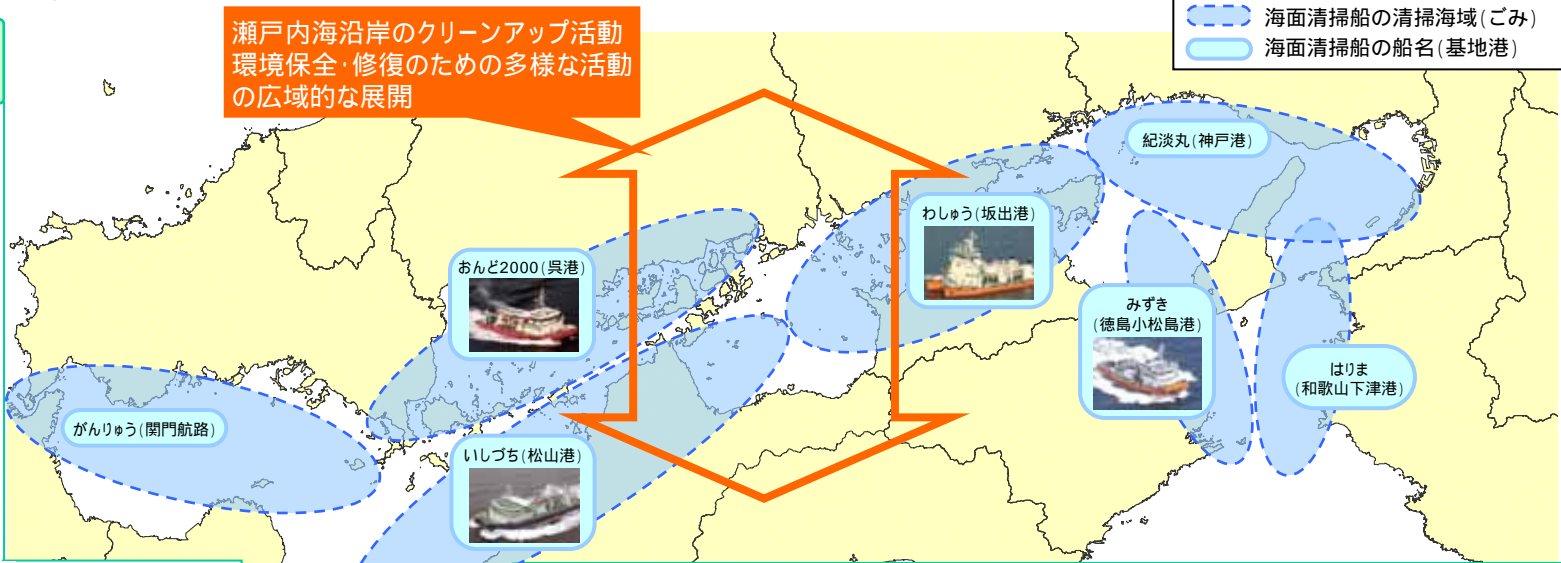 海面清掃船の清掃海域(ごみ)
海面清掃船の船名(基地港)
瀬戸内海沿岸のクリーンアップ活動
環境保全・修復のための多様な活動
の広域的な展開
紀淡丸(神戸港)
わしゅう(坂出港)
おんど2000(呉港)
みずき
(徳島小松島港)
はりま
(和歌山下津港)
がんりゅう(関門航路)
いしづち(松山港)